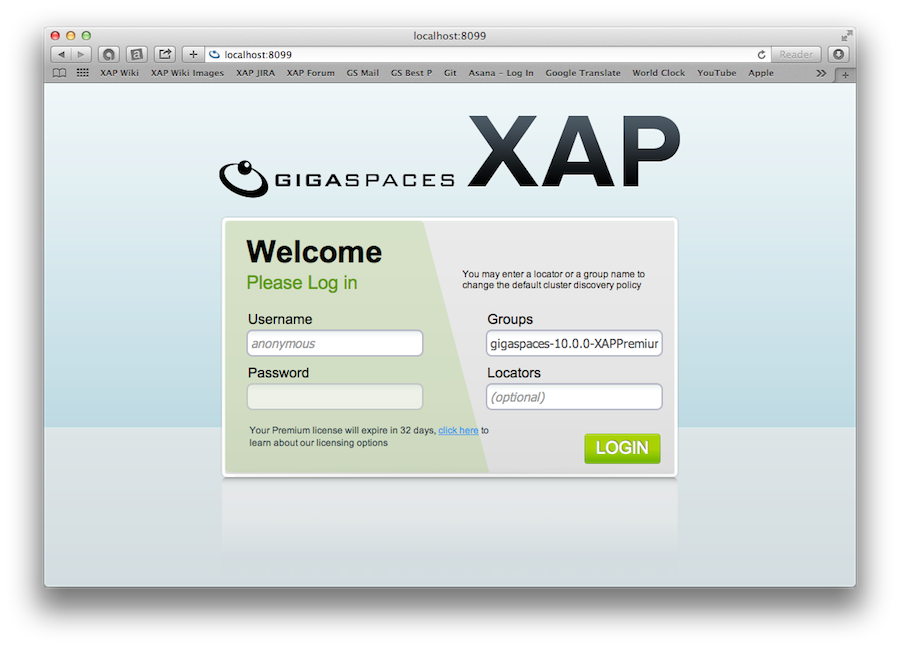 localhost:8099
localhost:8099
Reader
XAP Wiki XAP Wiki Images XAP JIRA XAP Forum GS Mail GS Best P Git Asana – Log In Google Translate World Clock YouTube Apple
GIGASPACES XAP
Welcome
Please Log in
You may enter a locator or a group name to
change the default cluster discovery policy
Username
anonymous
Password
Groups
gigaspaces-10.0.0-XAPPremiur
Locators
(optional)
Your Premium license will expire in 32 days, click here to
learn about our licensing options
LOGIN